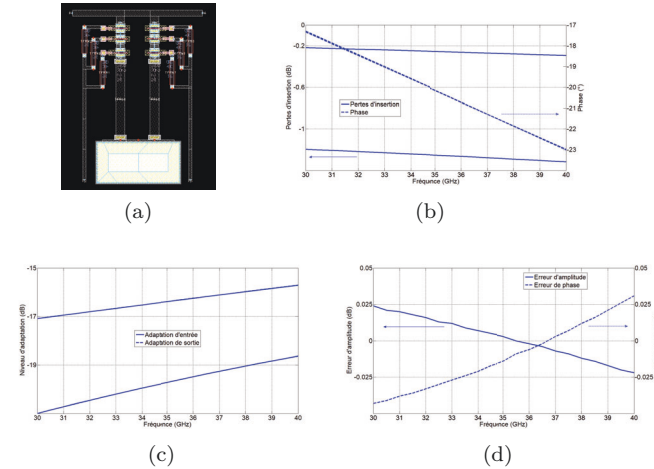 (a)
0
-0.2
-0.6
-1
Pertes d'insertion (dB)
-17
-18
-19
-20
-21
-22
-23
Phase (°)
Pertes d'insertion
Phase
30 31 32 33 34 35 36 37 38 39 40
Fréqunce (GHz)
(b)
-15
-17
-19
Niveau d'adaptation (dB)
Adaptation d'entrée
Adaptation de sortie
30 31 32 33 34 35 36 37 38 39 40
Fréquence (GHz)
(c)
0.05
0.025
0
-0.025
Erreur d'amplitude (dB)
0.05
0.025
0
-0.025
Erreur d'amplitude
Erreur de phase
30 31 32 33 34 35 36 37 38 39 40
Fréquence (GHz)
(d)